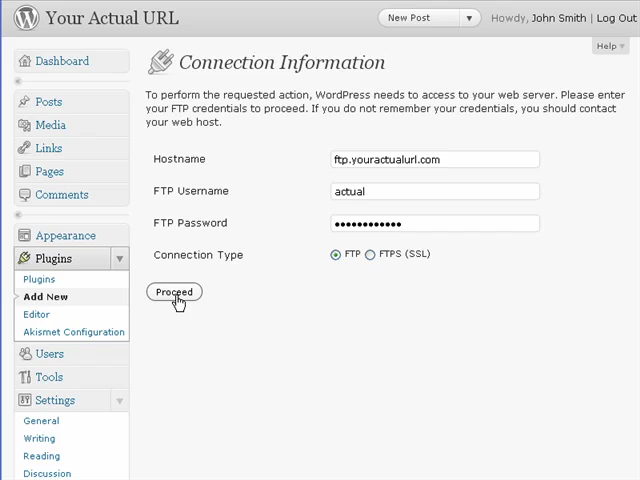 Your Actual URL
New Post
Howdy, John Smith | Log Out
Help
Dashboard
Posts
Media
Links
Pages
Comments
Appearance
Plugins
Plugins
Add New
Editor
Akismet Configuration
Users
Tools
Settings
General
Writing
Reading
Discussion
Connection Information
To perform the requested action, WordPress needs to access to your web server. Please enter
your FTP credentials to proceed. If you do not remember your credentials, you should contact
your web host.
Hostname
ftp.youractualurl.com
FTP Username
actual
FTP Password
••••••••••••
Connection Type
FTP
FTPS (SSL)
Proceed